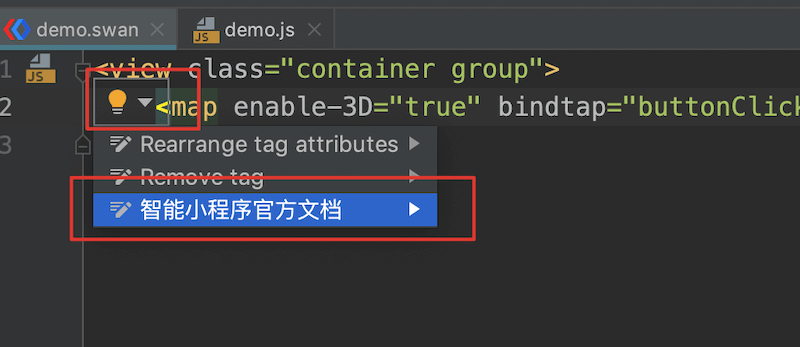 demo.swan demo.js
JS
1 <view class="container group">
JS
2 <map enable-3D="true" bindtap="buttonClick
3
Rearrange tag attributes
Remove tag
智能小程序官方文档